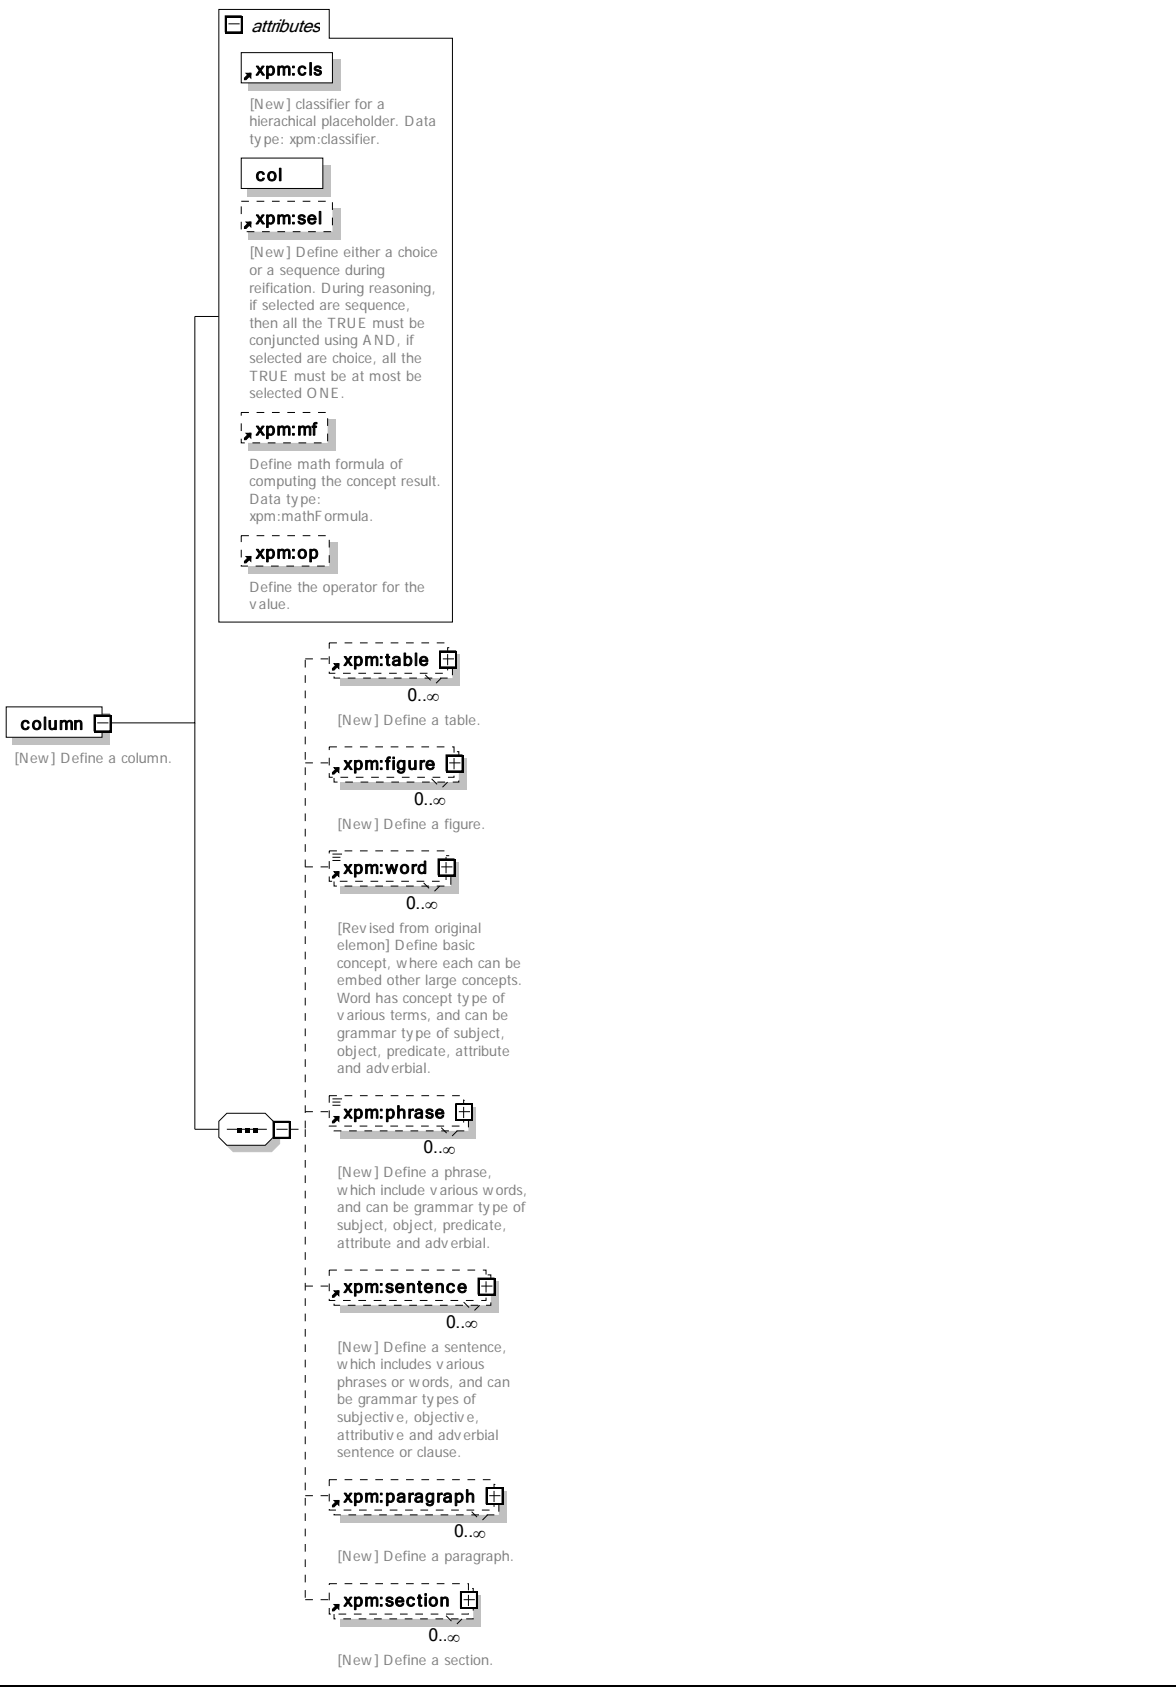 attributes
xpm:cls
[New] classifier for a
hierachical placeholder. Data
type: xpm:classifier.
col
xpm:sel
[New] Define either a choice
or a sequence during
reification. During reasoning,
if selected are sequence,
then all the TRUE must be
conjuncted using AND, if
selected are choice, all the
TRUE must be at most be
selected ONE.
xpm:mf
Define math formula of
computing the concept result.
Data type:
xpm:mathFormula.
xpm:op
Define the operator for the
value.
column
[New] Define a column.
xpm:table
0..∞
[New] Define a table.
xpm:figure
0..∞
[New] Define a figure.
xpm:word
0..∞
[Revised from original
elemon] Define basic
concept, where each can be
embed other large concepts.
Word has concept type of
various terms, and can be
grammar type of subject,
object, predicate, attribute
and adverbial.
xpm:phrase
0..∞
[New] Define a phrase,
which include various words,
and can be grammar type of
subject, object, predicate,
attribute and adverbial.
xpm:sentence
0..∞
[New] Define a sentence,
which includes various
phrases or words, and can
be grammar types of
subjective, objective,
attributive and adverbial
sentence or clause.
xpm:paragraph
0..∞
[New] Define a paragraph.
xpm:section
0..∞
[New] Define a section.